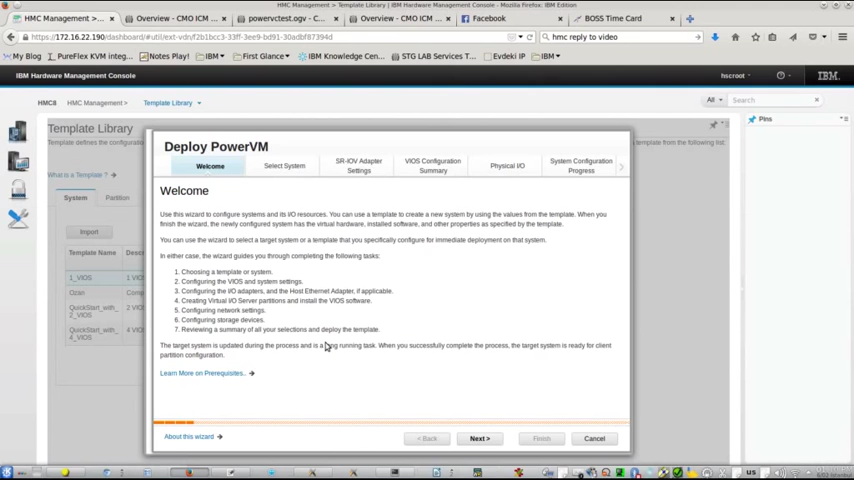 HMC Management > Template Library - Mozilla Firefox: IBM Edition
HMC Management >...
Overview - CMO ICM ...
powervctest.ogv - C...
Overview - CMO ICM ...
Facebook
BOSS Time Card
https://172.16.22.190/dashboard/#util/ext-vdn/f2b1bcc3-33ff-3ee9-bd91-30adbf87394d
hmc reply to video
My Blog
PureFlex KVM integ...
Notes Play!
IBM
First Glance
IBM Knowledge Cen...
STG LAB Services T...
Evdeki IP
IBM
IBM Hardware Management Console
hscroot
IBM
HMC8
HMC Management >
Template Library
All
Search
Template Library
Pins
Template defines the configuratio
from the following list
What is a Template ?
System
Partition
Import
Template Name
Descr
1_VIOS
1 VIO
Ozan
Comp
QuickStart_with_
2_VIOS
2 VIO
QuickStart_with_
4_VIOS
4 VIO
Deploy PowerVM
Welcome
Select System
SR-IOV Adapter
Settings
VIOS Configuration
Summary
Physical I/O
System Configuration
Progress
Welcome
Use this wizard to configure systems and its I/O resources. You can use a template to create a new system by using the values from the template. When you
finish the wizard, the newly configured system has the virtual hardware, installed software, and other properties as specified by the template.
You can use the wizard to select a target system or a template that you specifically configure for immediate deployment on that system.
In either case, the wizard guides you through completing the following tasks:
1. Choosing a template or system.
2. Configuring the VIOS and system settings.
3. Configuring the I/O adapters, and the Host Ethernet Adapter, if applicable.
4. Creating Virtual I/O Server partitions and install the VIOS software.
5. Configuring network settings.
6. Configuring storage devices.
7. Reviewing a summary of all your selections and deploy the template.
The target system is updated during the process and is a long running task. When you successfully complete the process, the target system is ready for client
partition configuration.
Learn More on Prerequisites..
About this wizard
< Back
Next >
Finish
Cancel
us